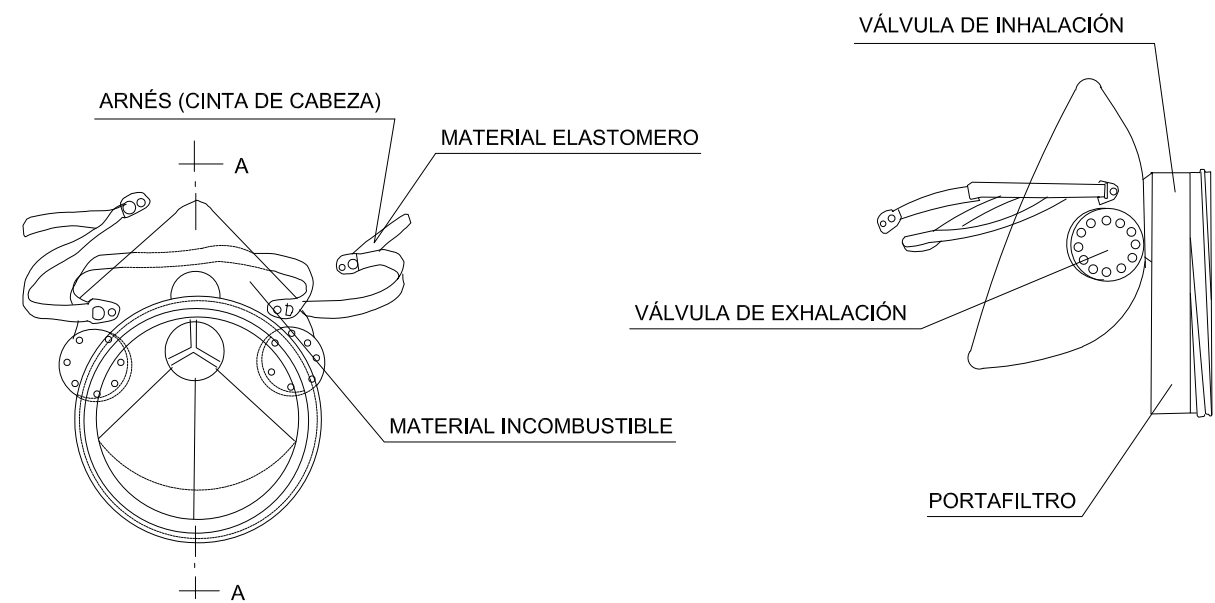 VÁLVULA DE INHALACIÓN
ARNÉS (CINTA DE CABEZA)
MATERIAL ELASTOMERO
A
VÁLVULA DE EXHALACIÓN
MATERIAL INCOMBUSTIBLE
PORTAFILTRO
A